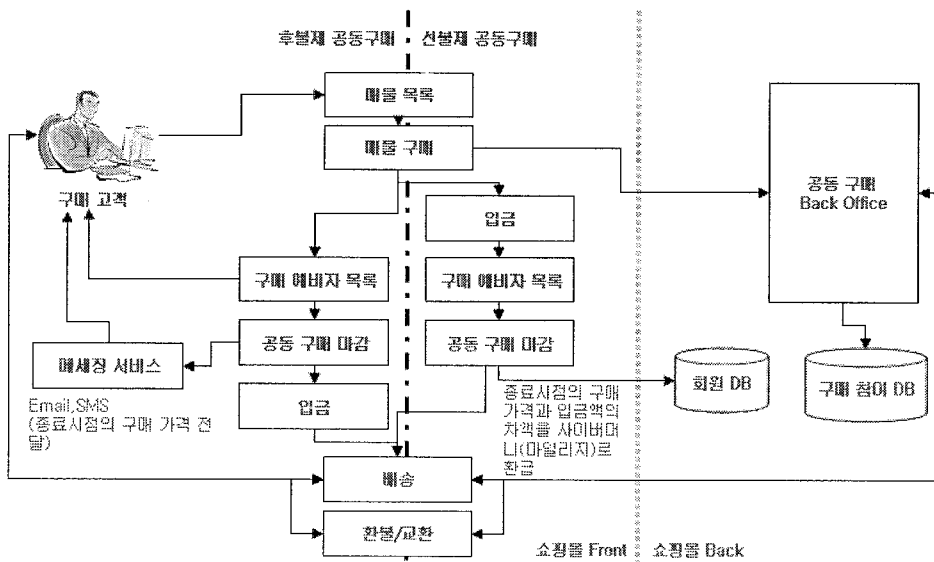 후불제 공동구매
선불제 공동구매
매물 목록
매물 구매
구매 고객
공동 구매
Back Office
입금
구매 예비자 목록
구매 예비자 목록
공동 구매 마감
공동 구매 마감
메세징 서비스
Email,SMS
(종료시점의 구매 가격 전
달)
입금
종료시점의 구매
가격과 입금액의
차액을 사이버머
니(마일리지)로
환급
회원 DB
구매 참여 DB
배송
환불/교환
쇼핑몰 Front
쇼핑몰 Back